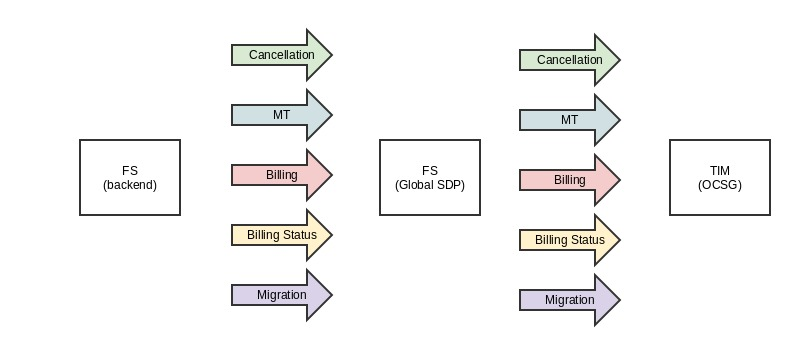 Cancellation
Cancellation
MT
MT
FS
(backend)
Billing
FS
(Global SDP)
Billing
TIM
(OCSG)
Billing Status
Billing Status
Migration
Migration